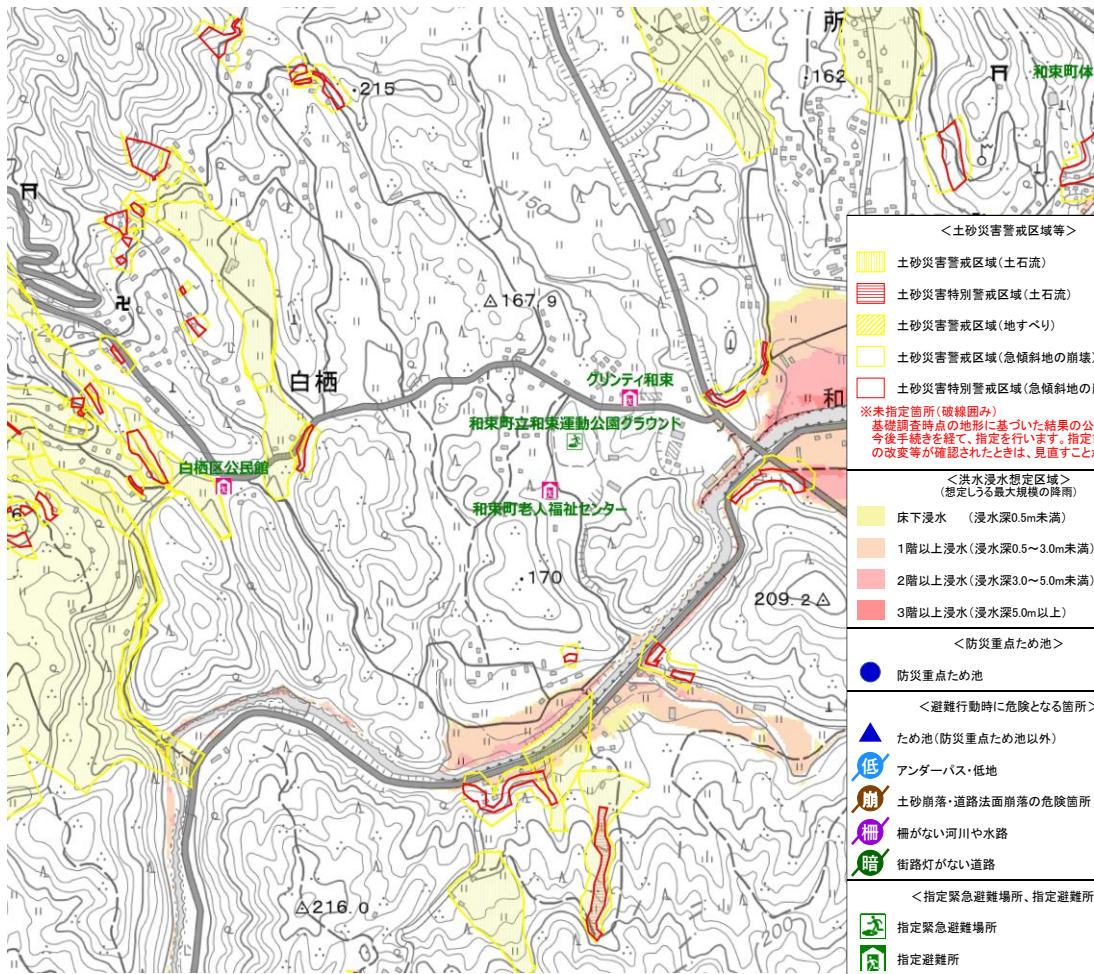 所
162
和束町体
215
150
＜土砂災害警戒区域等＞
土砂災害警戒区域(土石流)
土砂災害特別警戒区域(土石流)
土砂災害警戒区域(地すべり)
土砂災害警戒区域(急傾斜地の崩壊)
土砂災害特別警戒区域(急傾斜地の
※未指定箇所(破線囲み)
基礎調査時点の地形に基づいた結果の公
今後手続きを経て、指定を行います。指定
の改変等が確認されたときは、見直すこと
167.9
200
白栖
グリンティ和束
和
和束町立和束運動公園グラウンド
白栖区公民館
和束町老人福祉センター
＜洪水浸水想定区域＞
(想定しうる最大規模の降雨)
床下浸水　(浸水深0.5m未満)
1階以上浸水(浸水深0.5～3.0m未満)
2階以上浸水(浸水深3.0～5.0m未満)
3階以上浸水(浸水深5.0m以上)
170
209.2
＜防災重点ため池＞
防災重点ため池
＜避難行動時に危険となる箇所＞
ため池(防災重点ため池以外)
低 アンダーパス・低地
崩 土砂崩落・道路法面崩落の危険箇所
柵 柵がない河川や水路
暗 街路灯がない道路
216.0
200
＜指定緊急避難場所、指定避難所
指定緊急避難場所
指定避難所